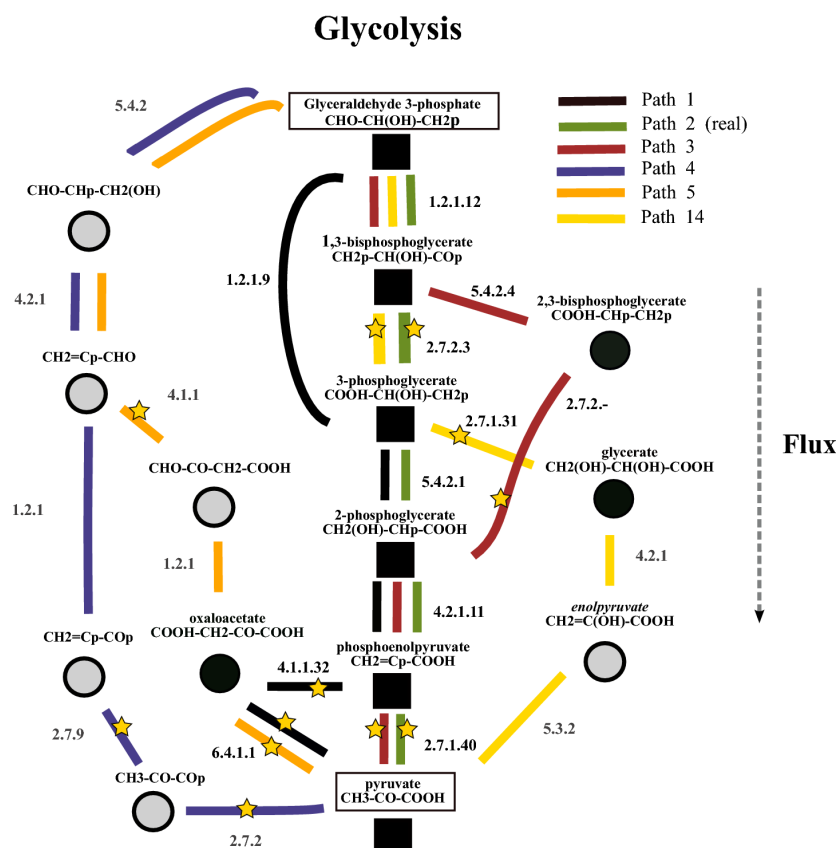 Glycolysis
5.4.2
Glyceraldehyde 3-phosphate
CHO-CH(OH)-CH2p
Path 1
Path 2 (real)
Path 3
Path 4
Path 5
Path 14
CHO-CHp-CH2(OH)
1.2.1.12
1,3-bisphosphoglycerate
CH2p-CH(OH)-COp
1.2.1.9
4.2.1
5.4.2.4
2,3-bisphosphoglycerate
COOH-CHp-CH2p
2.7.2.3
CH2=Cp-CHO
3-phosphoglycerate
COOH-CH(OH)-CH2p
4.1.1
2.7.1.31
2.7.2.-
Flux
CHO-CO-CH2-COOH
glycerate
CH2(OH)-CH(OH)-COOH
5.4.2.1
1.2.1
2-phosphoglycerate
CH2(OH)-CHp-COOH
1.2.1
4.2.1
4.2.1.11
enolpyruvate
CH2=C(OH)-COOH
oxaloacetate
COOH-CH2-CO-COOH
CH2=Cp-COp
phosphoenolpyruvate
CH2=Cp-COOH
4.1.1.32
2.7.9
6.4.1.1
2.7.1.40
5.3.2
CH3-CO-COp
pyruvate
CH3-CO-COOH
2.7.2